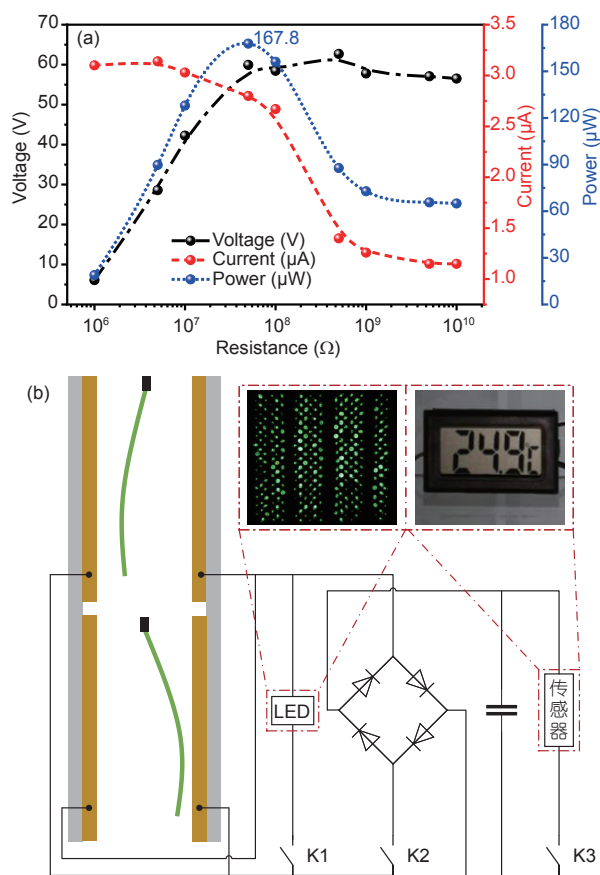 (a)
167.8
Voltage (V)
70
60
50
40
30
20
10
0
Voltage (V)
Current (μA)
Power (μW)
10⁶
10⁷
10⁸
10⁹
10¹⁰
Resistance (Ω)
3.5
3.0
2.5
2.0
1.5
1.0
Current (μA)
180
150
120
90
60
30
0
Power (μW)
(b)
24.9℃
LED
传感器
K1
K2
K3